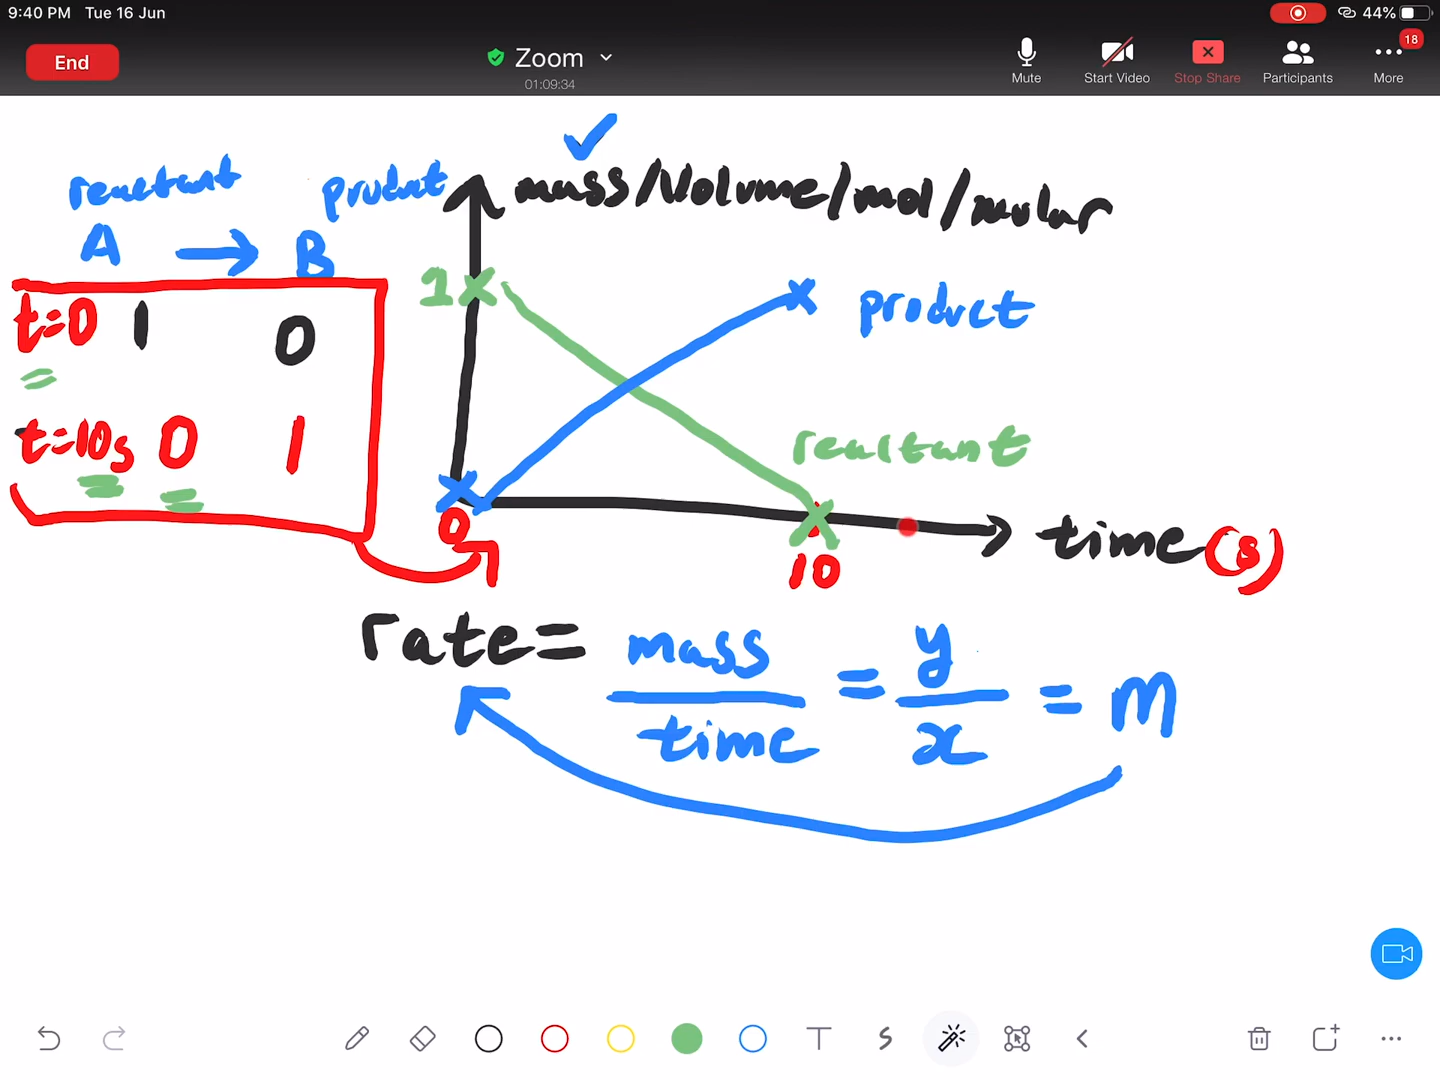 9:40 PM Tue 16 Jun
44%
End
Zoom
01:09:34
Mute
Start Video
Stop Share
Participants
More
18
reactant product
A → B
t=0 1 0
t=10s 0 1
mass/Volume/mol/molar
1
product
reactant
0
10
time(s)
rate = mass/time = y/x = m
T